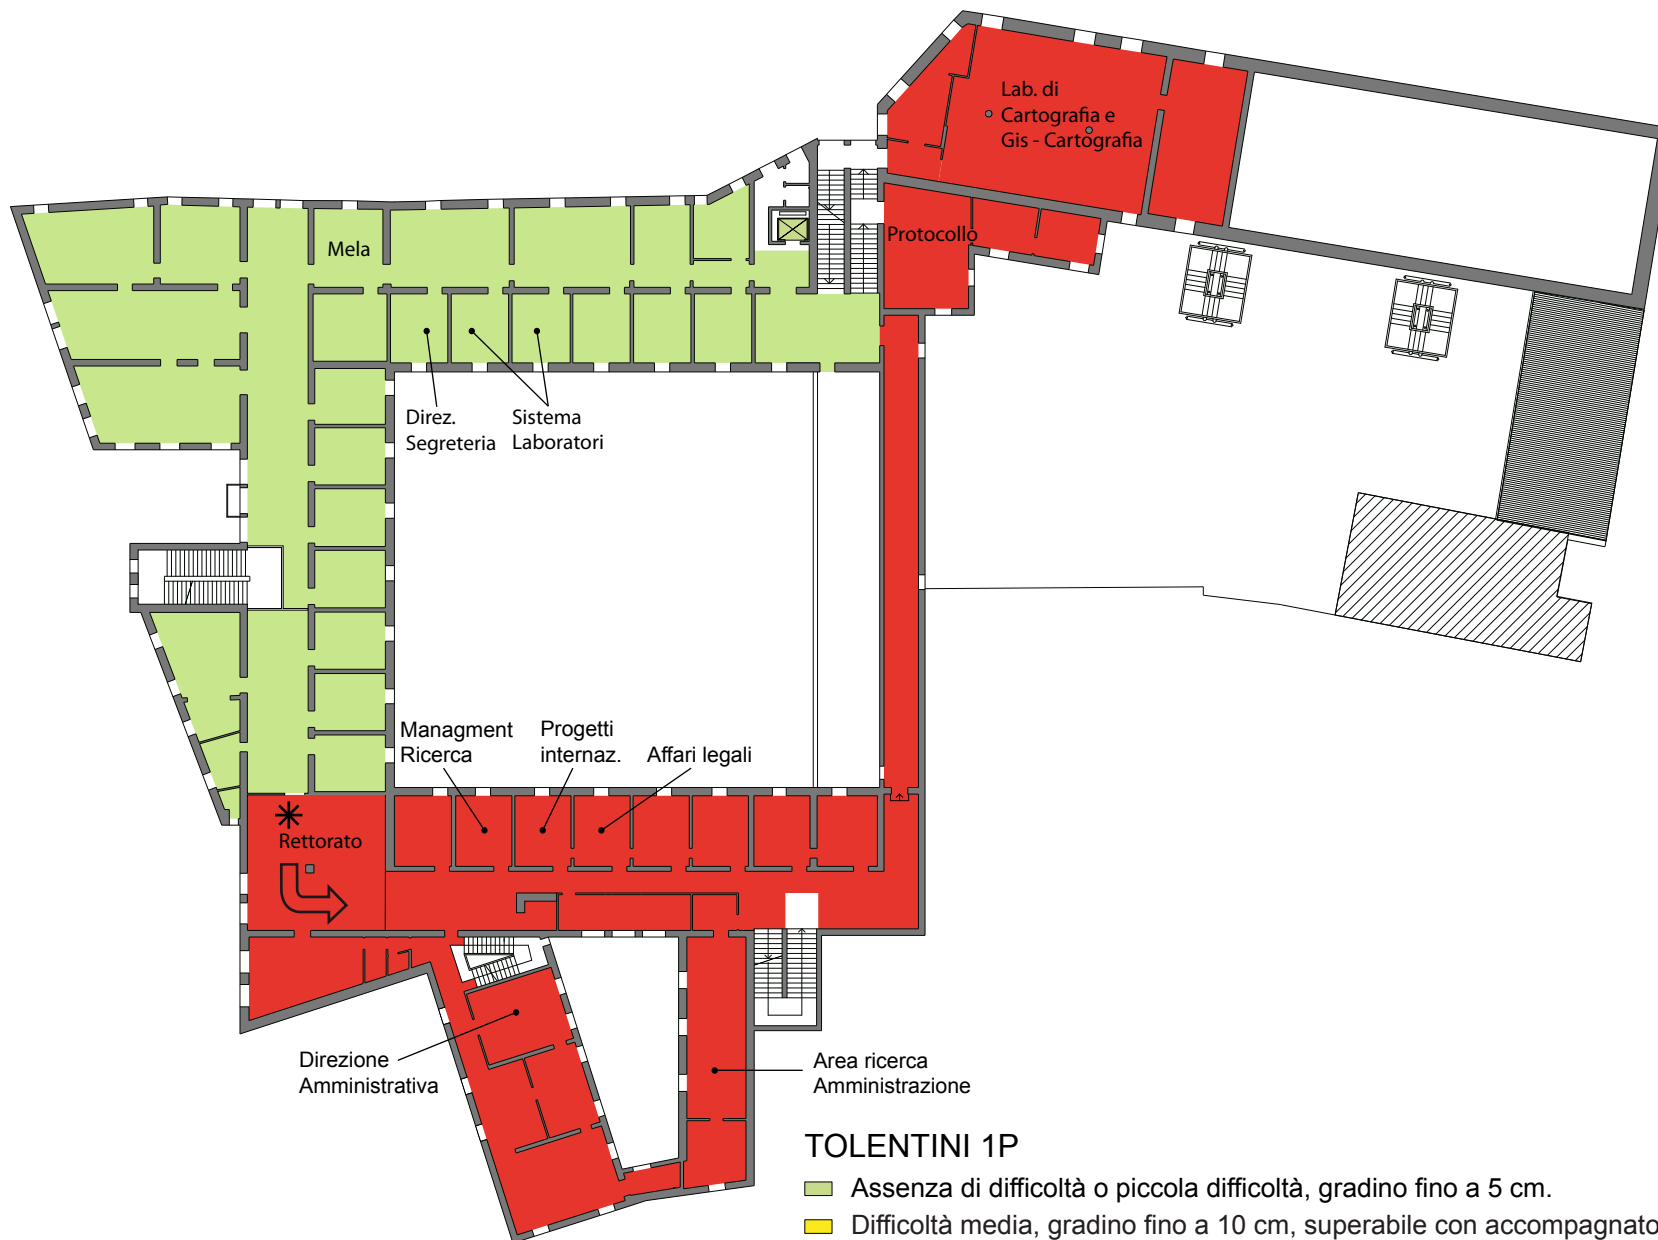 Lab. di
Cartografia e
Gis - Cartografia
Mela
Protocollo
Direz.
Segreteria
Sistema
Laboratori
Managment
Ricerca
Progetti
internaz.
Affari legali
Rettorato
Direzione
Amministrativa
Area ricerca
Amministrazione
TOLENTINI 1P
Assenza di difficoltà o piccola difficoltà, gradino fino a 5 cm.
Difficoltà media, gradino fino a 10 cm, superabile con accompagnato